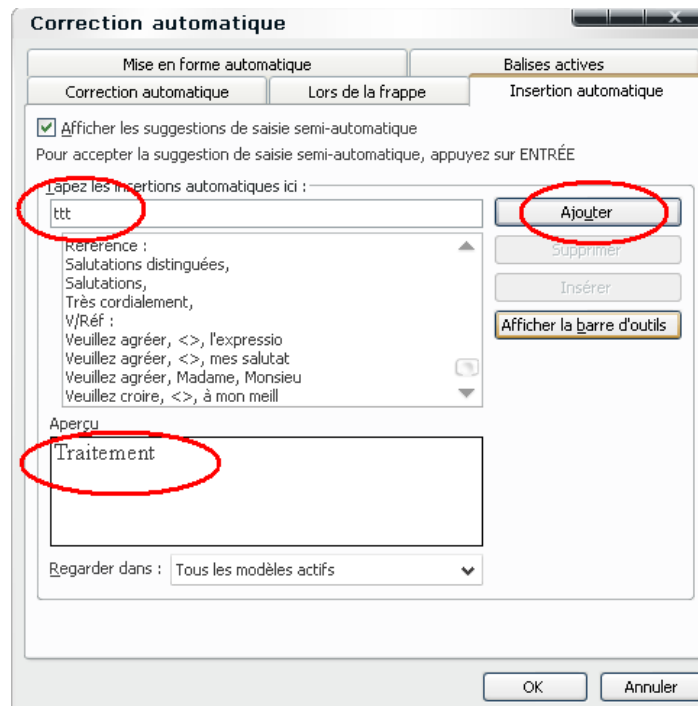 Correction automatique
Mise en forme automatique
Balises actives
Correction automatique
Lors de la frappe
Insertion automatique
Afficher les suggestions de saisie semi-automatique
Pour accepter la suggestion de saisie semi-automatique, appuyez sur ENTRÉE
Tapez les insertions automatiques ici :
ttt
Ajouter
Référence :
Salutations distinguées,
Salutations,
Très cordialement,
V/Réf :
Veuillez agréer, <>, l'expressio
Veuillez agréer, <>, mes salutat
Veuillez agréer, Madame, Monsieu
Veuillez croire, <>, à mon meill
Supprimer
Insérer
Afficher la barre d'outils
Aperçu
Traitement
Regarder dans : Tous les modèles actifs
OK
Annuler